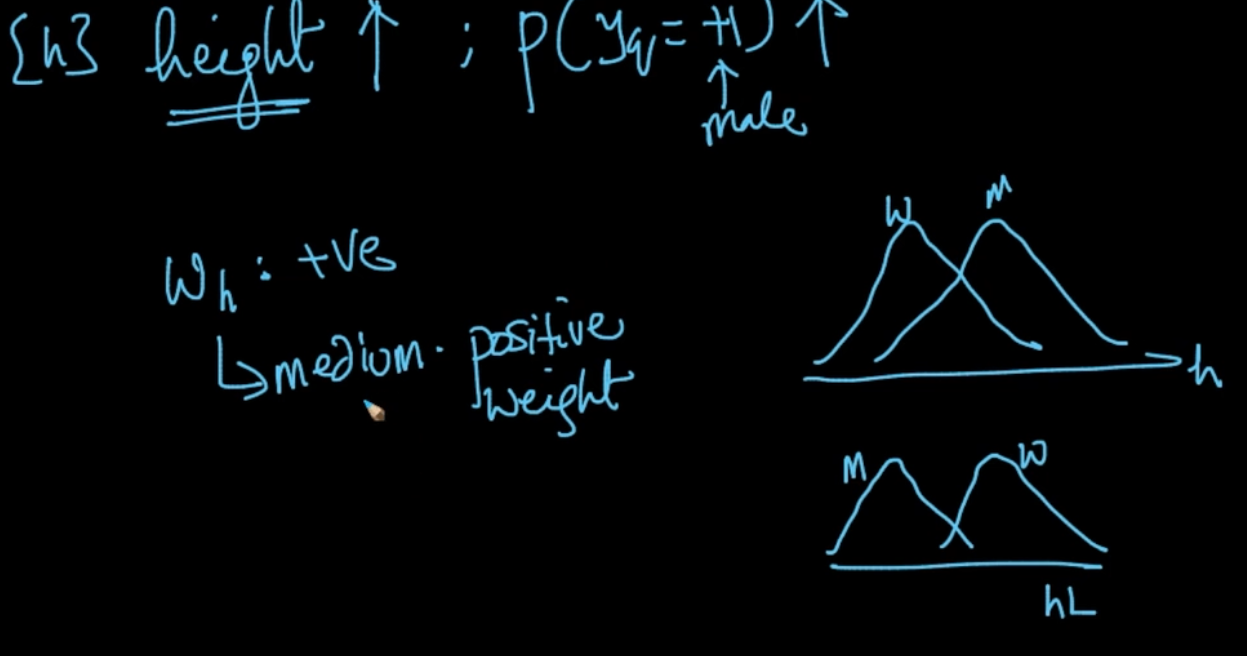 {h} height ↑ ; P(yq = +1) ↑
↑
male
Wh : +ve
↳ medium. positive
weight
W M
h
M W
hL